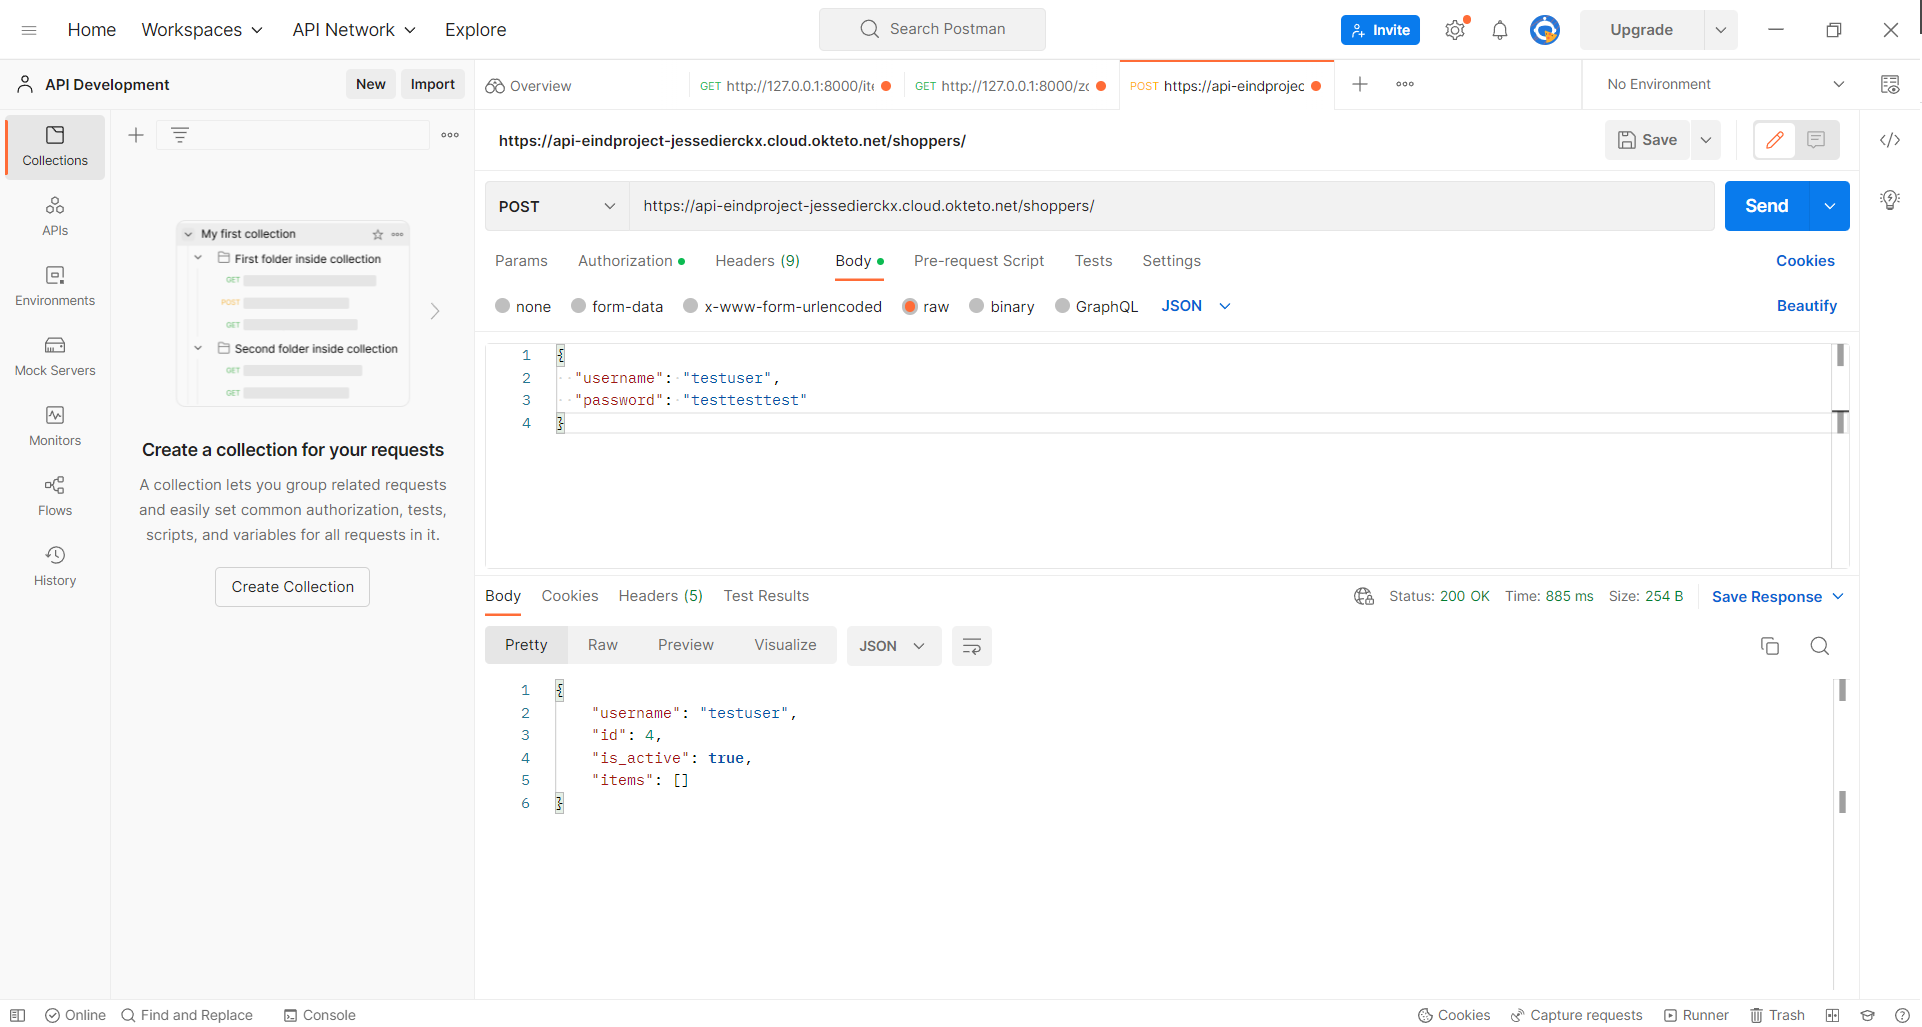 Home Workspaces API Network Explore Search Postman Invite Upgrade
API Development New Import Overview GET http://127.0.0.1:8000/ite GET http://127.0.0.1:8000/zo POST https://api-eindprojec No Environment
Collections
APIs
Environments
Mock Servers
Monitors
Flows
History
My first collection
First folder inside collection
GET
POST
GET
Second folder inside collection
GET
GET
Create a collection for your requests
A collection lets you group related requests
and easily set common authorization, tests,
scripts, and variables for all requests in it.
Create Collection
https://api-eindproject-jessedierckx.cloud.okteto.net/shoppers/ Save
POST https://api-eindproject-jessedierckx.cloud.okteto.net/shoppers/ Send
Params Authorization Headers (9) Body Pre-request Script Tests Settings Cookies
none form-data x-www-form-urlencoded raw binary GraphQL JSON Beautify
1 {
2 "username": "testuser",
3 "password": "testtesttest"
4 }
Body Cookies Headers (5) Test Results Status: 200 OK Time: 885 ms Size: 254 B Save Response
Pretty Raw Preview Visualize JSON
1 {
2 "username": "testuser",
3 "id": 4,
4 "is_active": true,
5 "items": []
6 }
Online Find and Replace Console Cookies Capture requests Runner Trash